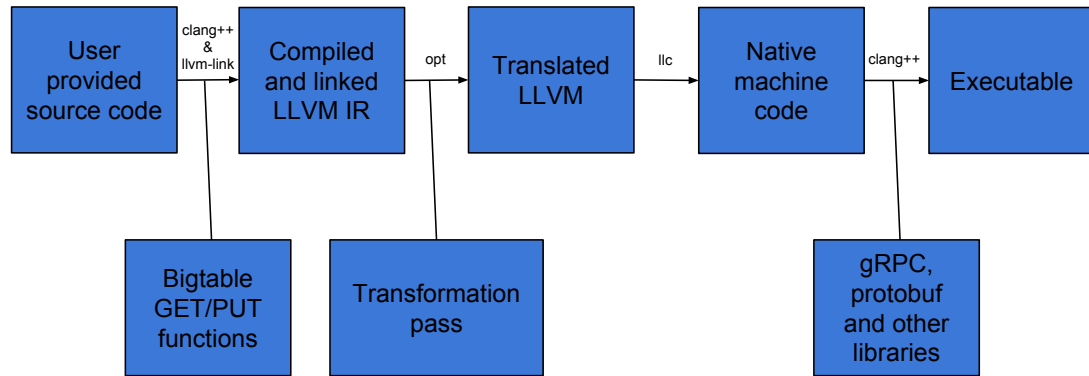 User
provided
source code
clang++
&
llvm-link
Compiled
and linked
LLVM IR
opt
Translated
LLVM
llc
Native
machine
code
clang++
Executable
Bigtable
GET/PUT
functions
Transformation
pass
gRPC,
protobuf
and other
libraries